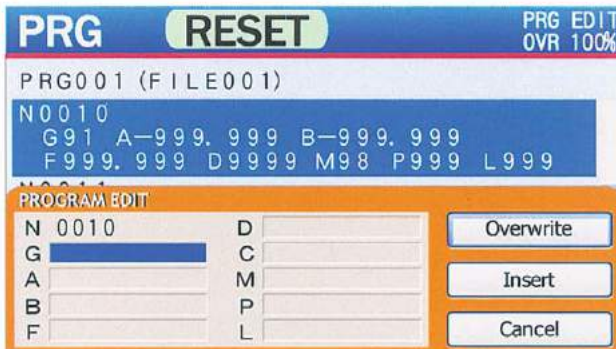 PRG RESET PRG EDIT
OVR 100%
PRG001 (FILE001)
N0010
G91 A-999.999 B-999.999
F999.999 D9999 M98 P999 L999
PROGRAM EDIT
N 0010 D Overwrite
G C
A M Insert
B P
F L Cancel